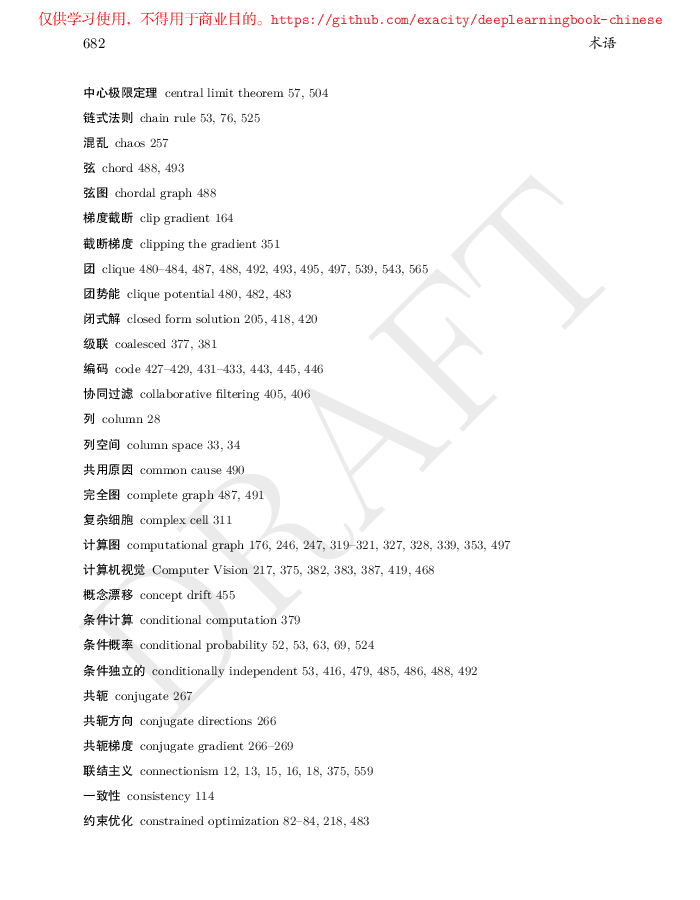 仅供学习使用，不得用于商业目的。https://github.com/exacity/deeplearningbook-chinese
682 术语
中心极限定理 central limit theorem 57, 504
链式法则 chain rule 53, 76, 525
混乱 chaos 257
弦 chord 488, 493
弦图 chordal graph 488
梯度截断 clip gradient 164
截断梯度 clipping the gradient 351
团 clique 480–484, 487, 488, 492, 493, 495, 497, 539, 543, 565
团势能 clique potential 480, 482, 483
闭式解 closed form solution 205, 418, 420
级联 coalesced 377, 381
编码 code 427–429, 431–433, 443, 445, 446
协同过滤 collaborative filtering 405, 406
列 column 28
列空间 column space 33, 34
共用原因 common cause 490
完全图 complete graph 487, 491
复杂细胞 complex cell 311
计算图 computational graph 176, 246, 247, 319–321, 327, 328, 339, 353, 497
计算机视觉 Computer Vision 217, 375, 382, 383, 387, 419, 468
概念漂移 concept drift 455
条件计算 conditional computation 379
条件概率 conditional probability 52, 53, 63, 69, 524
条件独立的 conditionally independent 53, 416, 479, 485, 486, 488, 492
共轭 conjugate 267
共轭方向 conjugate directions 266
共轭梯度 conjugate gradient 266–269
联结主义 connectionism 12, 13, 15, 16, 18, 375, 559
一致性 consistency 114
约束优化 constrained optimization 82–84, 218, 483
DRAFT